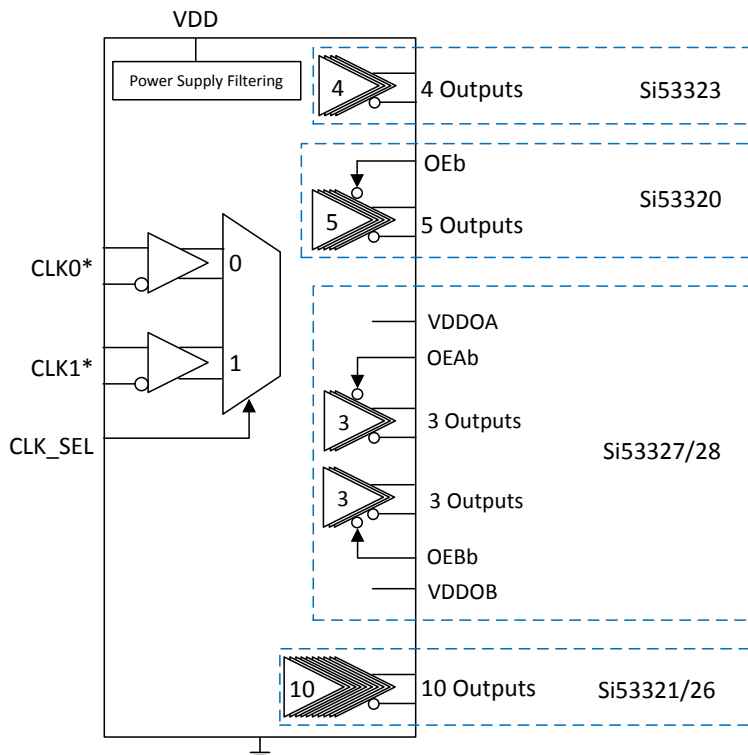 VDD
Power Supply Filtering
4
4 Outputs
Si53323
OEb
5
5 Outputs
Si53320
CLK0*
0
CLK1*
1
CLK_SEL
VDDOA
OEAb
3
3 Outputs
Si53327/28
3
3 Outputs
OEBb
VDDOB
10
10 Outputs
Si53321/26